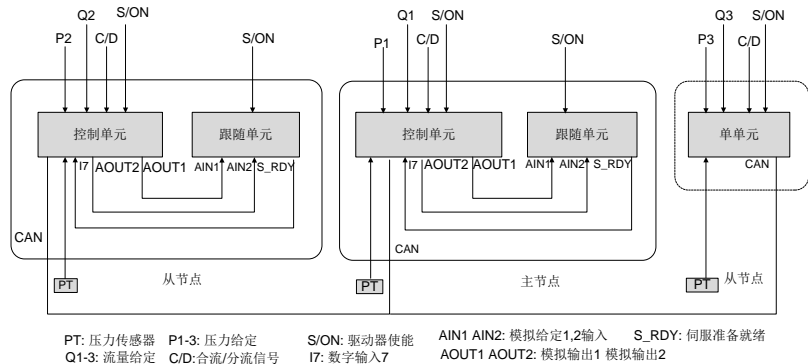 P2 Q2 C/D S/ON S/ON P1 Q1 C/D S/ON S/ON P3 Q3 C/D S/ON
控制单元 跟随单元 控制单元 跟随单元 单单元
I7 AOUT2 AOUT1 AIN1 AIN2 S_RDY I7 AOUT2 AOUT1 AIN1 AIN2 S_RDY CAN
CAN CAN
PT 从节点 PT 主节点 PT 从节点
PT: 压力传感器 P1-3: 压力给定 S/ON: 驱动器使能 AIN1 AIN2: 模拟给定1,2输入 S_RDY: 伺服准备就绪
Q1-3: 流量给定 C/D:合流/分流信号 I7: 数字输入7 AOUT1 AOUT2: 模拟输出1 模拟输出2